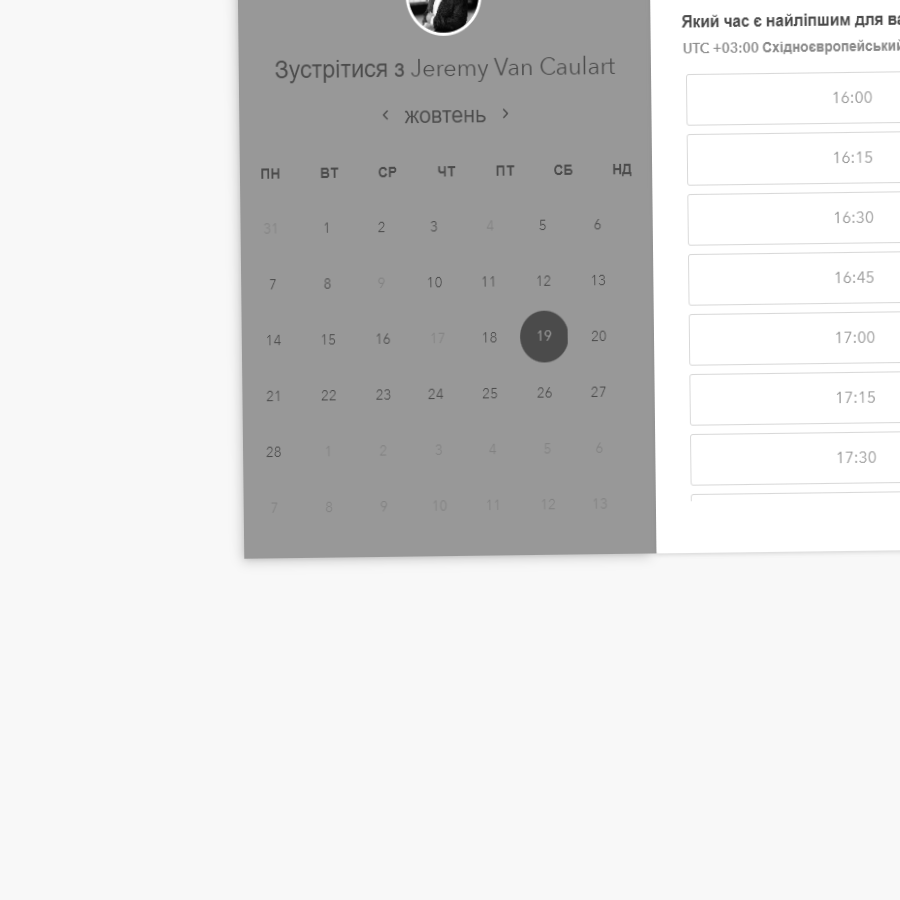 Зустрітися з Jeremy Van Caulart
‹ жовтень ›
ПН ВТ СР ЧТ ПТ СБ НД
31 1 2 3 4 5 6
7 8 9 10 11 12 13
14 15 16 17 18 19 20
21 22 23 24 25 26 27
28 1 2 3 4 5 6
7 8 9 10 11 12 13
Який час є найліпшим для
UTC +03:00 Східноєвропейський
16:00
16:15
16:30
16:45
17:00
17:15
17:30